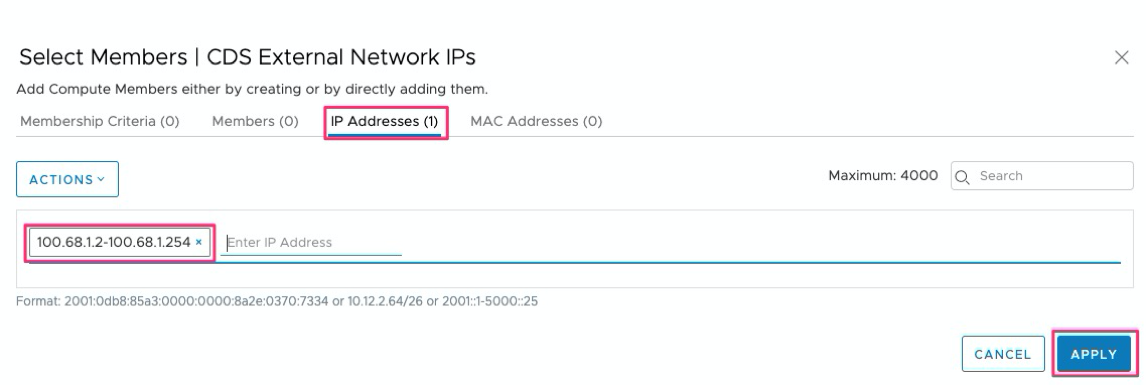 Select Members | CDS External Network IPs
Add Compute Members either by creating or by directly adding them.
Membership Criteria (0) Members (0) IP Addresses (1) MAC Addresses (0)
ACTIONS Maximum: 4000 Search
100.68.1.2-100.68.1.254 × Enter IP Address
Format: 2001:0db8:85a3:0000:0000:8a2e:0370:7334 or 10.12.2.64/26 or 2001::1-5000::25
CANCEL APPLY